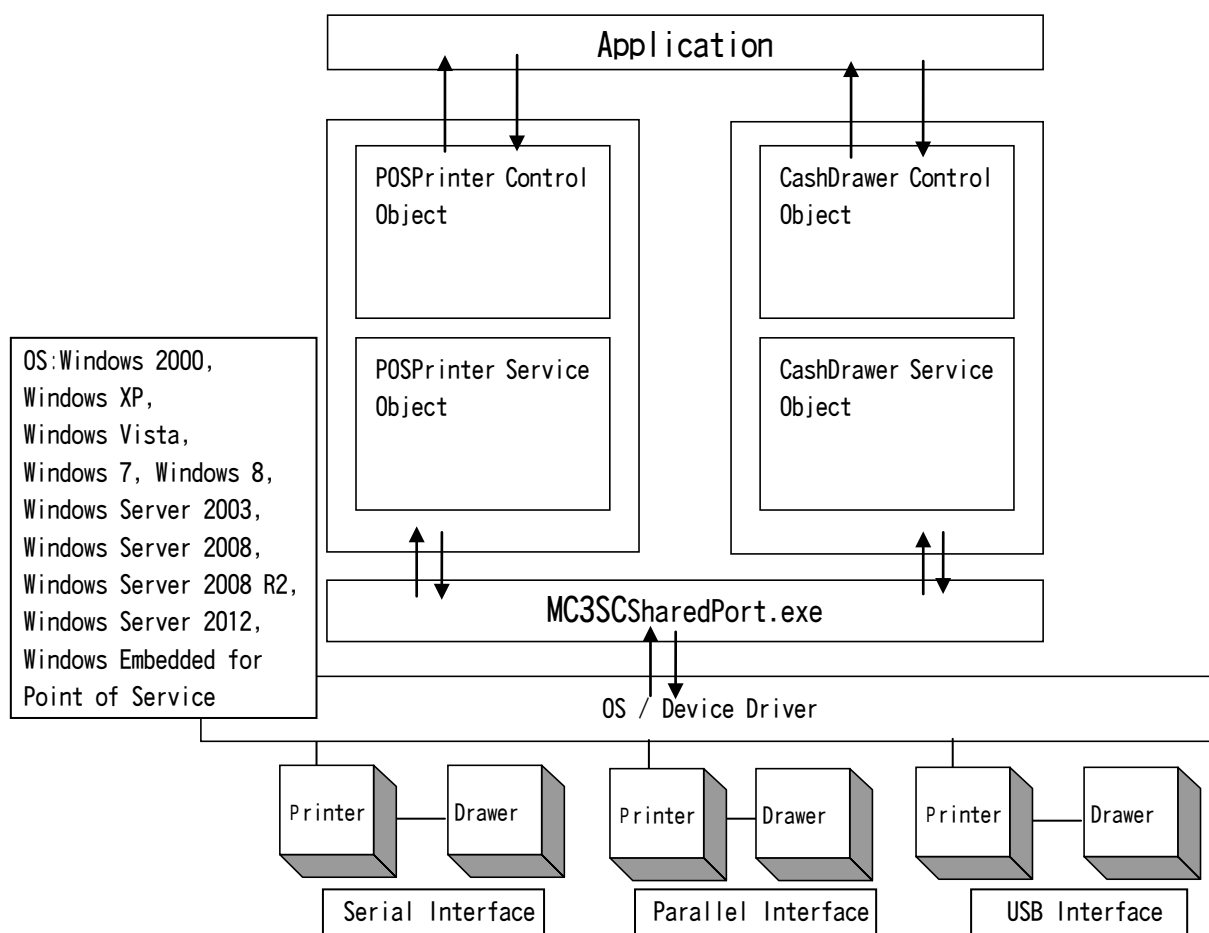 Application
POSPrinter Control
Object
CashDrawer Control
Object
POSPrinter Service
Object
CashDrawer Service
Object
OS:Windows 2000,
Windows XP,
Windows Vista,
Windows 7, Windows 8,
Windows Server 2003,
Windows Server 2008,
Windows Server 2008 R2,
Windows Server 2012,
Windows Embedded for
Point of Service
MC3SCSharedPort.exe
OS / Device Driver
Printer
Drawer
Printer
Drawer
Printer
Drawer
Serial Interface
Parallel Interface
USB Interface